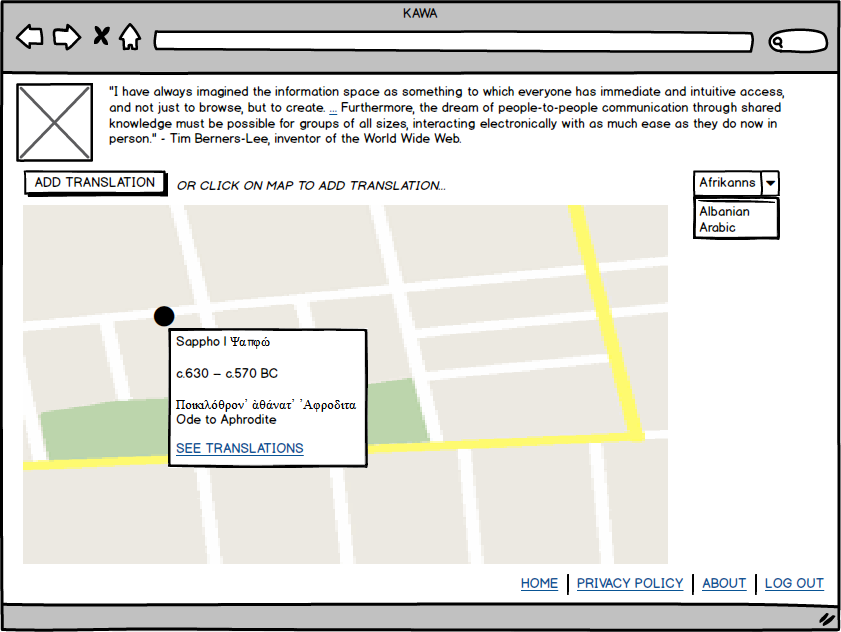 KAWA
"I have always imagined the information space as something to which everyone has immediate and intuitive access,
and not just to browse, but to create. ... Furthermore, the dream of people-to-people communication through shared
knowledge must be possible for groups of all sizes, interacting electronically with as much ease as they do now in
person." - Tim Berners-Lee, inventor of the World Wide Web.
ADD TRANSLATION
OR CLICK ON MAP TO ADD TRANSLATION...
Afrikanns
Albanian
Arabic
Sappho | Ψαπφώ
c.630 – c.570 BC
Ποικιλόθρον᾿ ἀθάνατ᾿ ᾿Αφροδιτα
Ode to Aphrodite
SEE TRANSLATIONS
HOME | PRIVACY POLICY | ABOUT | LOG OUT